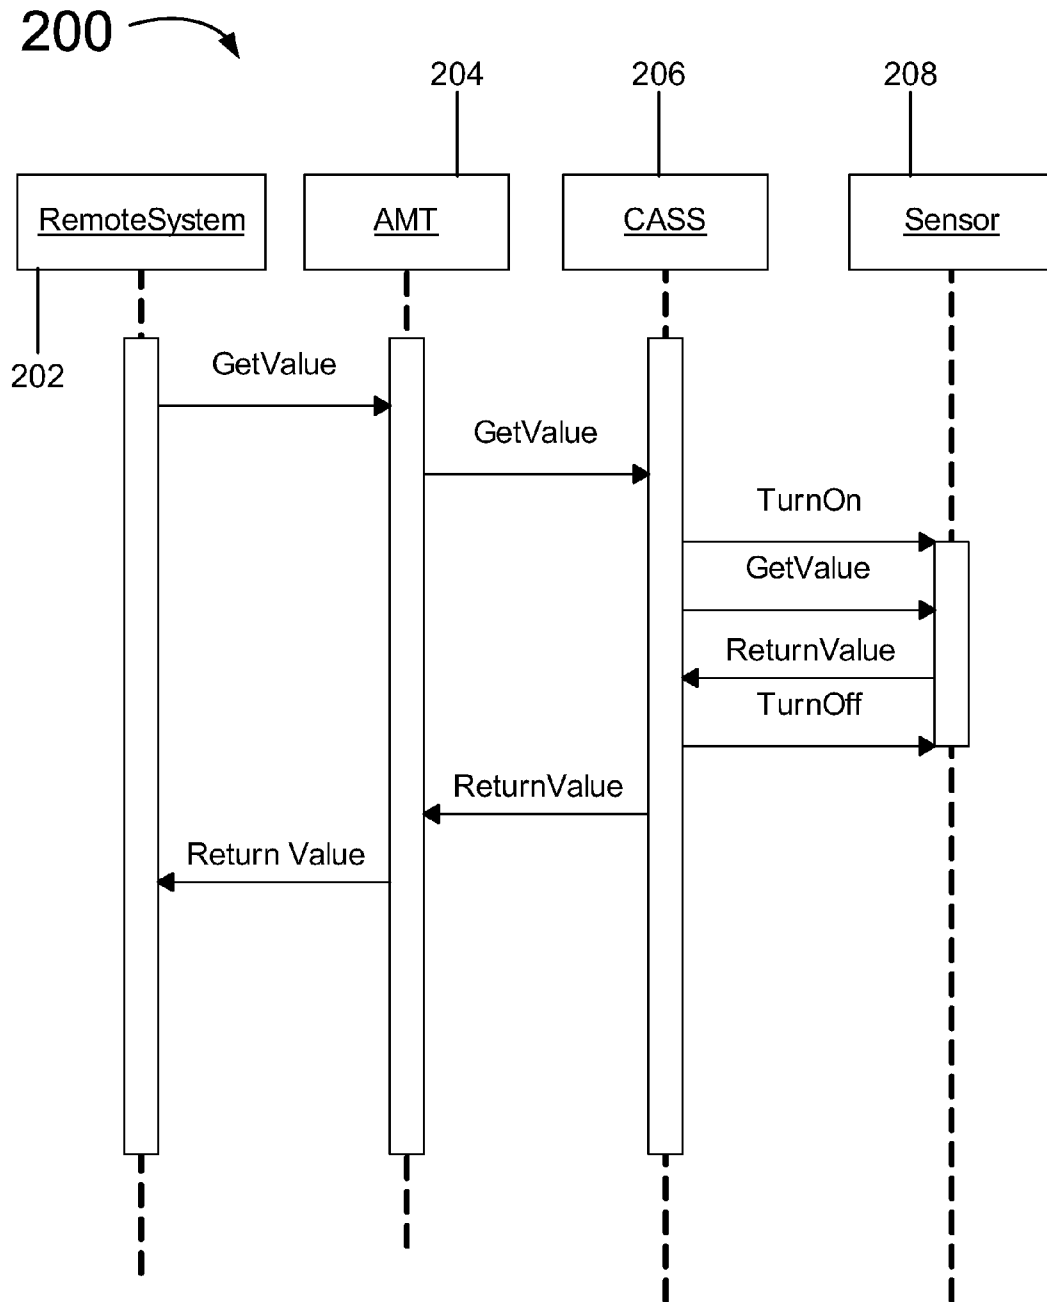 200
204 206 208
RemoteSystem AMT CASS Sensor
202
GetValue
GetValue
TurnOn
GetValue
ReturnValue
TurnOff
ReturnValue
Return Value